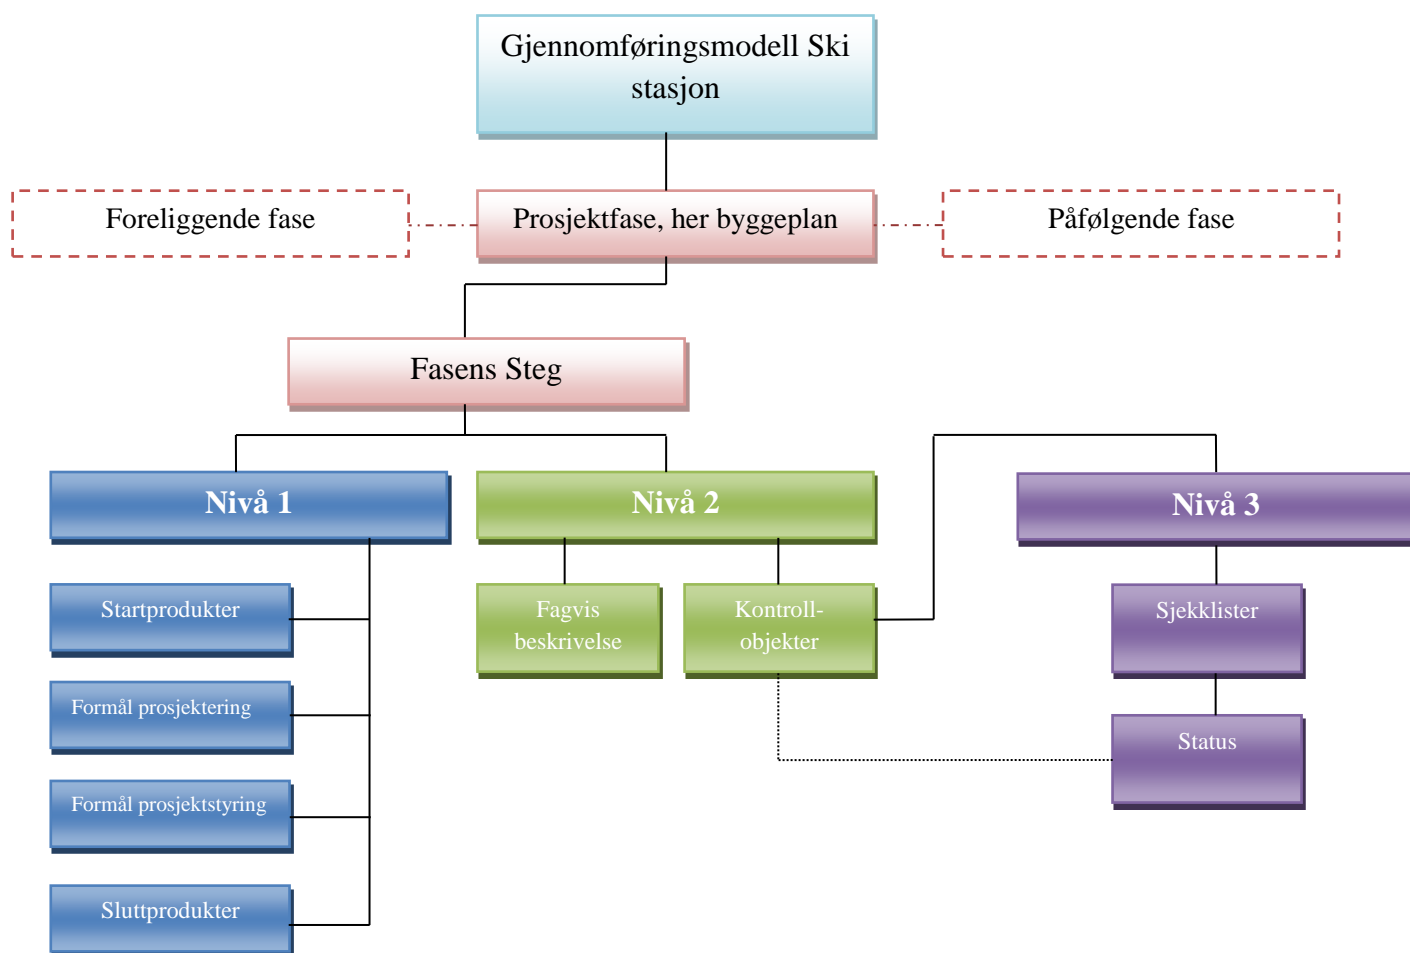 Gjennomføringsmodell Ski
stasjon
Foreliggende fase
Prosjektfase, her byggeplan
Påfølgende fase
Fasens Steg
Nivå 1
Nivå 2
Nivå 3
Startprodukter
Fagvis
beskrivelse
Kontroll-
objekter
Sjekklister
Formål prosjektering
Status
Formål prosjektstyring
Sluttprodukter